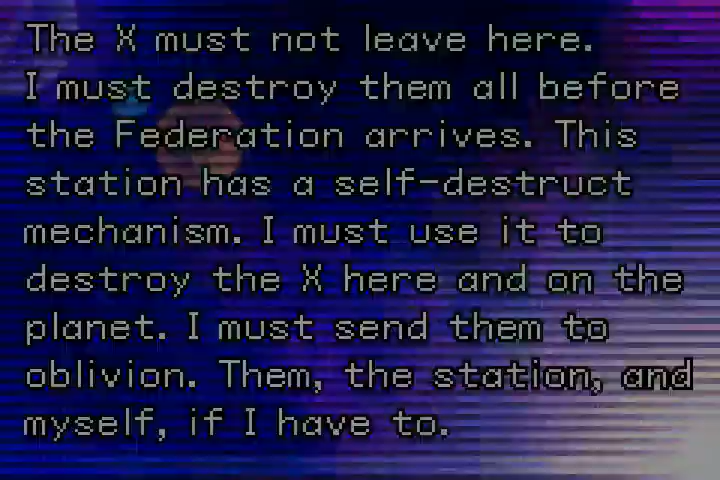 The X must not leave here.
I must destroy them all before
the Federation arrives. This
station has a self-destruct
mechanism. I must use it to
destroy the X here and on the
planet. I must send them to
oblivion. Them, the station, and
myself, if I have to.